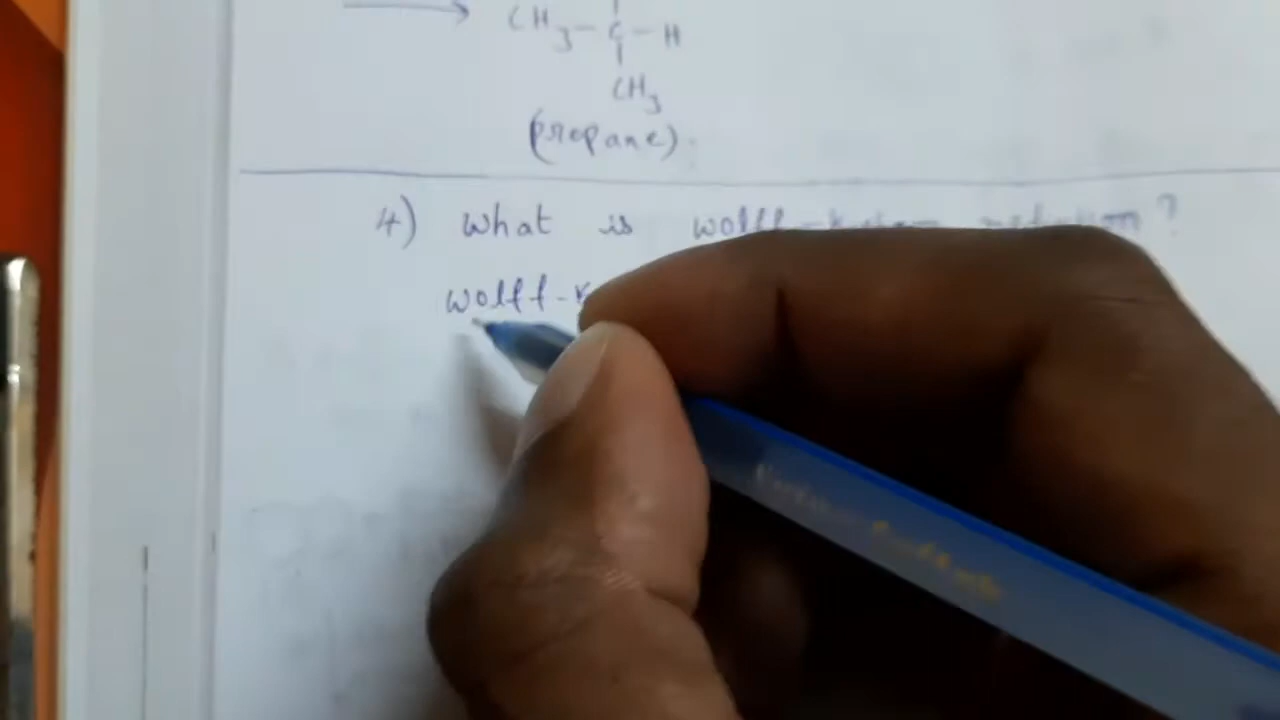 CH3-C-H
CH3
(propane).
4) What is wolff-
?
wolff-K